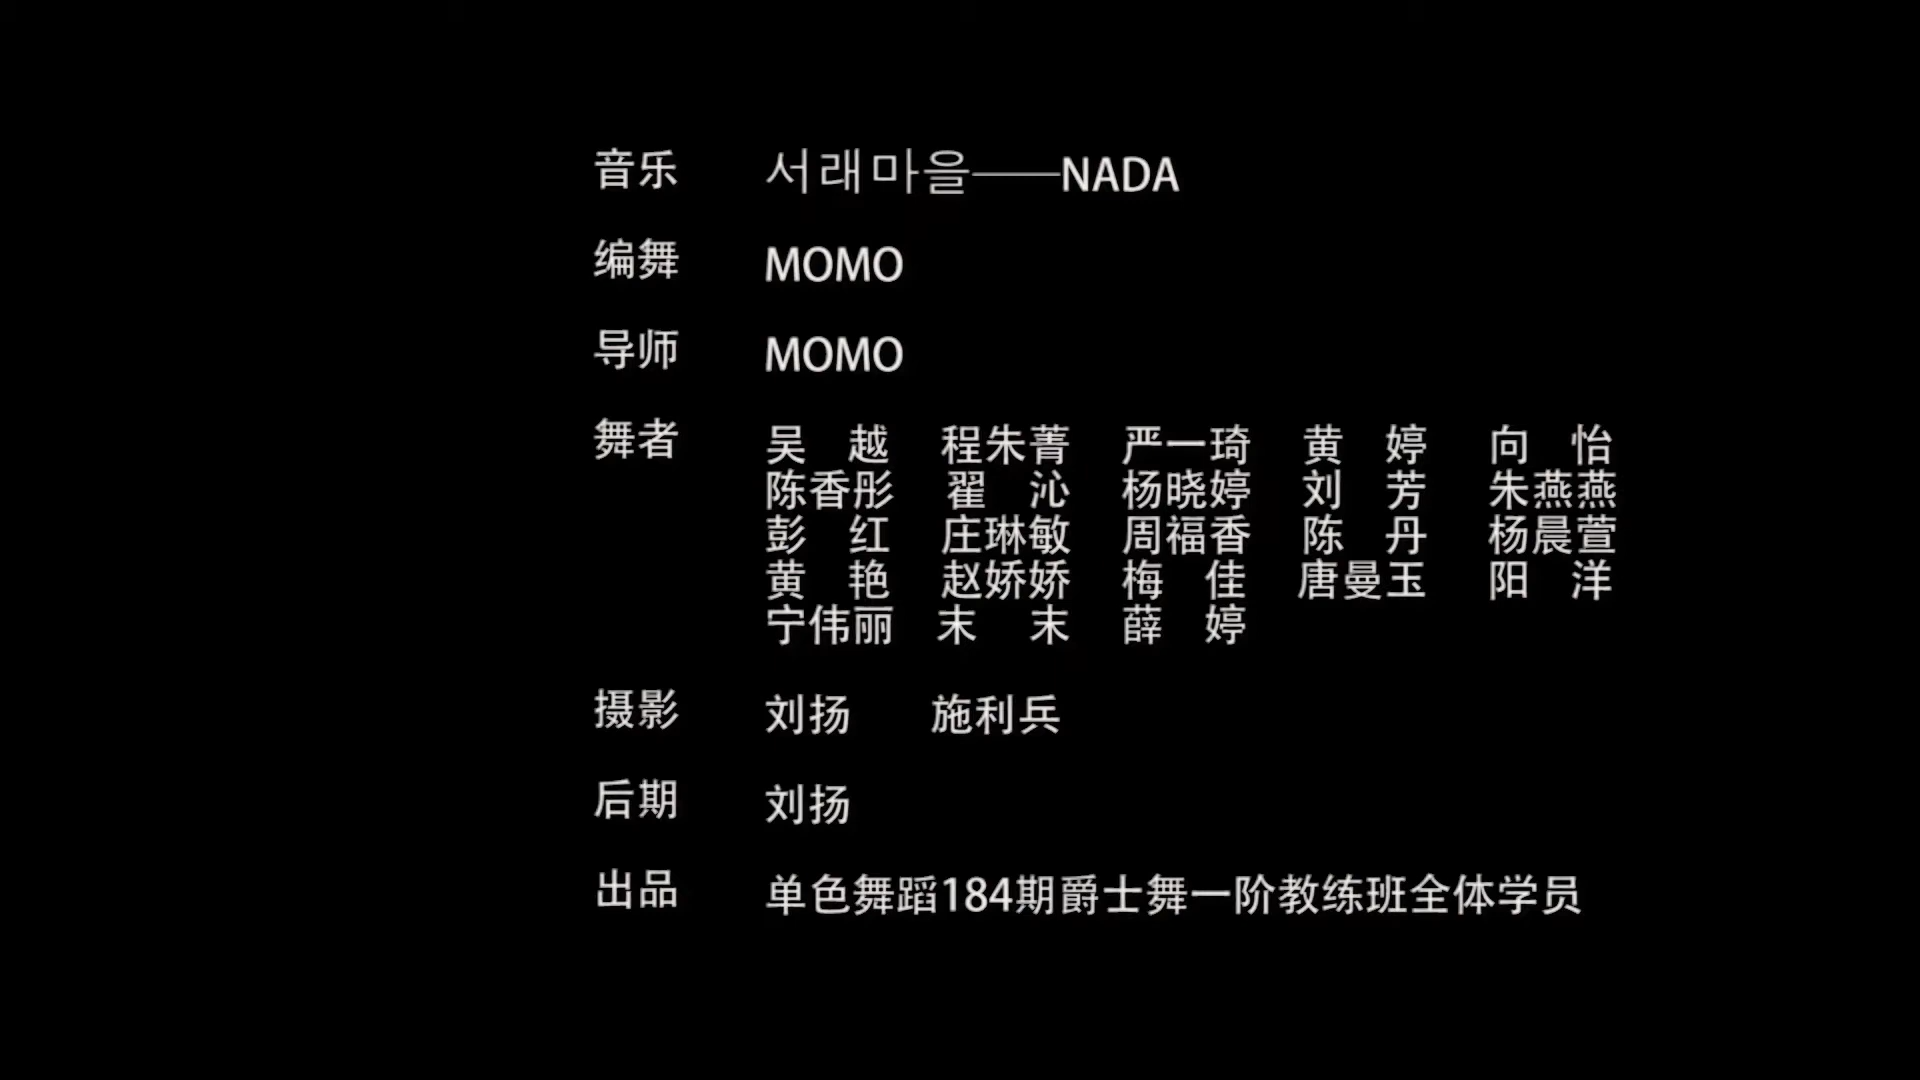 音乐 서래마을——NADA
编舞 MOMO
导师 MOMO
舞者 吴 越 程朱菁 严一琦 黄 婷 向 怡
陈香彤 翟 沁 杨晓婷 刘 芳 朱燕燕
彭 红 庄琳敏 周福香 陈 丹 杨晨萱
黄 艳 赵娇娇 梅 佳 唐曼玉 阳 洋
宁伟丽 末 末 薛 婷
摄影 刘扬 施利兵
后期 刘扬
出品 单色舞蹈184期爵士舞一阶教练班全体学员